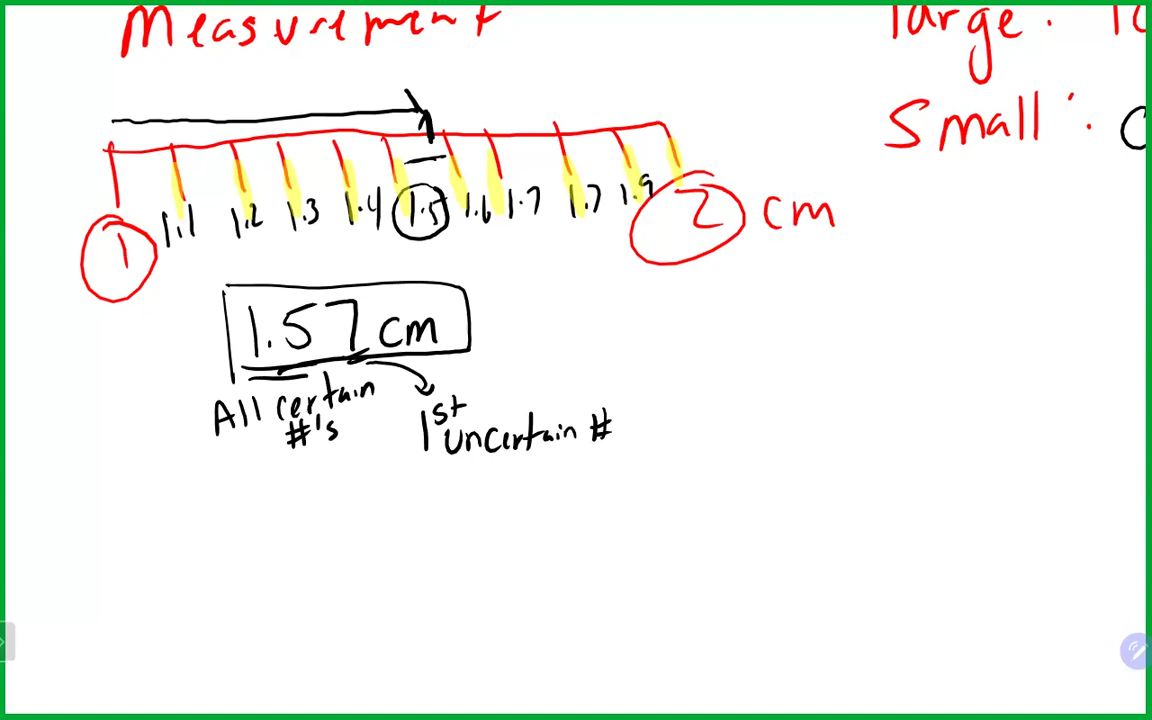 Measurement
large:
small:
1.1 1.2 1.3 1.4 1.5 1.6 1.7 1.7 1.9
1 2 cm
1.57 cm
All certain
#'s
1st
uncertain #